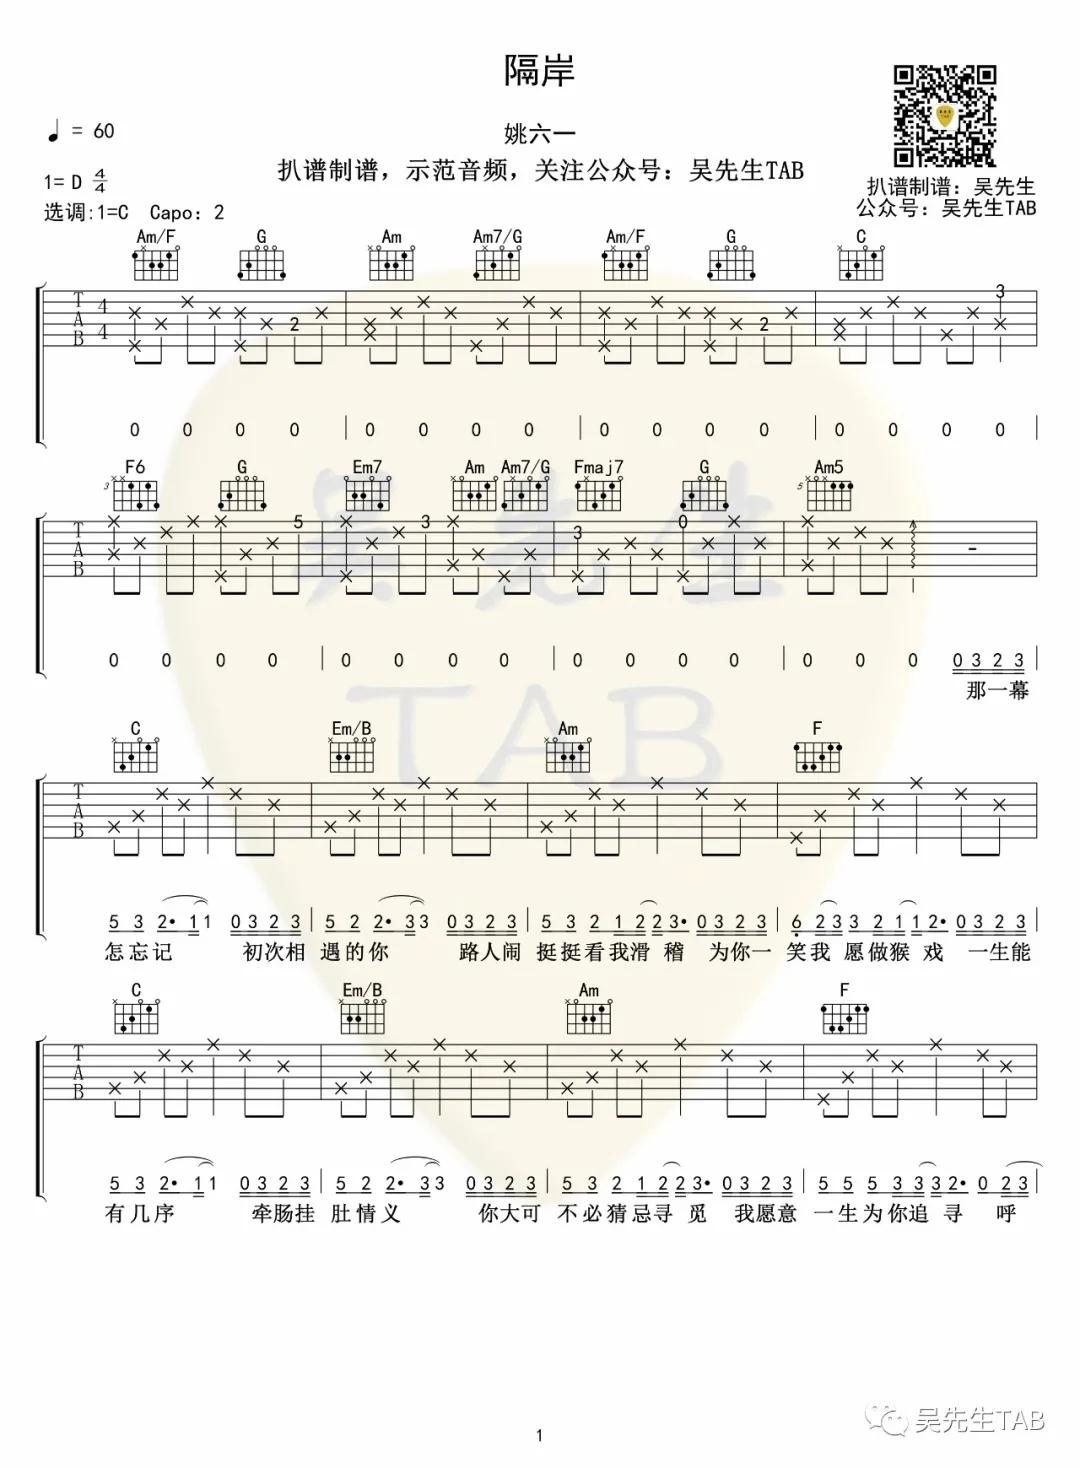 隔岸
♩ = 60
姚六一
扒谱制谱，示范音频，关注公众号：吴先生TAB
1= D 4/4
扒谱制谱：吴先生
选调:1=C Capo：2
公众号：吴先生TAB
Am/F G Am Am7/G Am/F G C
T A B 4 4 2 2 3
0 0 0 0 | 0 0 0 0 | 0 0 0 0 | 0 0 0 0 |
F6 G Em7 Am Am7/G Fmaj7 G Am5
3 5
T A B 5 3 3 0 -
0 0 0 0 | 0 0 0 0 | 0 0 0 0 | 0 0 0 0 3 2 3 |
那一幕
吴先生
TAB
C Em/B Am F
T A B
5 3 2· 1 1 0 3 2 3 | 5 2 2· 3 3 0 3 2 3 | 5 5 2 1 2 2 3· 0 3 2 3 | 6 2 3 3 2 1 1 2· 0 3 2 3 |
怎忘记 初次相 遇的你 路人闹 挺挺看我滑 稽 为你一 笑我 愿做猴 戏 一生能
C Em/B Am F
T A B
5 3 2· 1 1 0 3 2 3 | 5 2 2· 3 3 0 3 2 3 | 5 3 2 1 2 2 3· 0 3 2 3 | 5 5 5 3 3 3 2· 0 2 3 |
有几序 牵肠挂 肚情义 你大可 不必猜忌寻 觅 我愿意 一生为你追 寻 呼
吴先生TAB
1